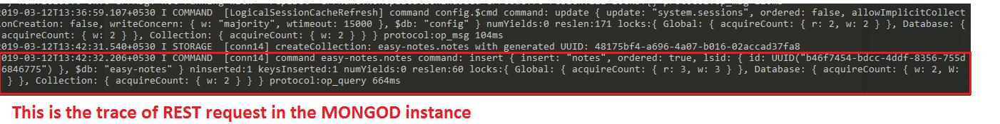 2019-03-12T13:36:59.107+0530 I COMMAND  [LogicalSessionCacheRefresh] command config.$cmd command: update { update: "system.sessions", ordered: false, allowImplicitCollect
ionCreation: false, writeConcern: { w: "majority", wtimeout: 15000 }, $db: "config" } numYields:0 reslen:171 locks:{ Global: { acquireCount: { r: 2, w: 2 } }, Database: {
acquireCount: { w: 2 } }, Collection: { acquireCount: { w: 2 } } } protocol:op_msg 104ms
2019-03-12T13:42:31.540+0530 I STORAGE  [conn14] createCollection: easy-notes.notes with generated UUID: 48175bf4-a696-4a07-b016-02accad37fa8
2019-03-12T13:42:32.206+0530 I COMMAND  [conn14] command easy-notes.notes command: insert { insert: "notes", ordered: true, lsid: { id: UUID("b46f7454-bdcc-4ddf-8356-755d
6846775") }, $db: "easy-notes" } ninserted:1 keysInserted:1 numYields:0 reslen:60 locks:{ Global: { acquireCount: { r: 3, w: 3 } }, Database: { acquireCount: { w: 2, W:
} }, Collection: { acquireCount: { w: 2 } } } protocol:op_query 664ms
This is the trace of REST request in the MONGOD instance